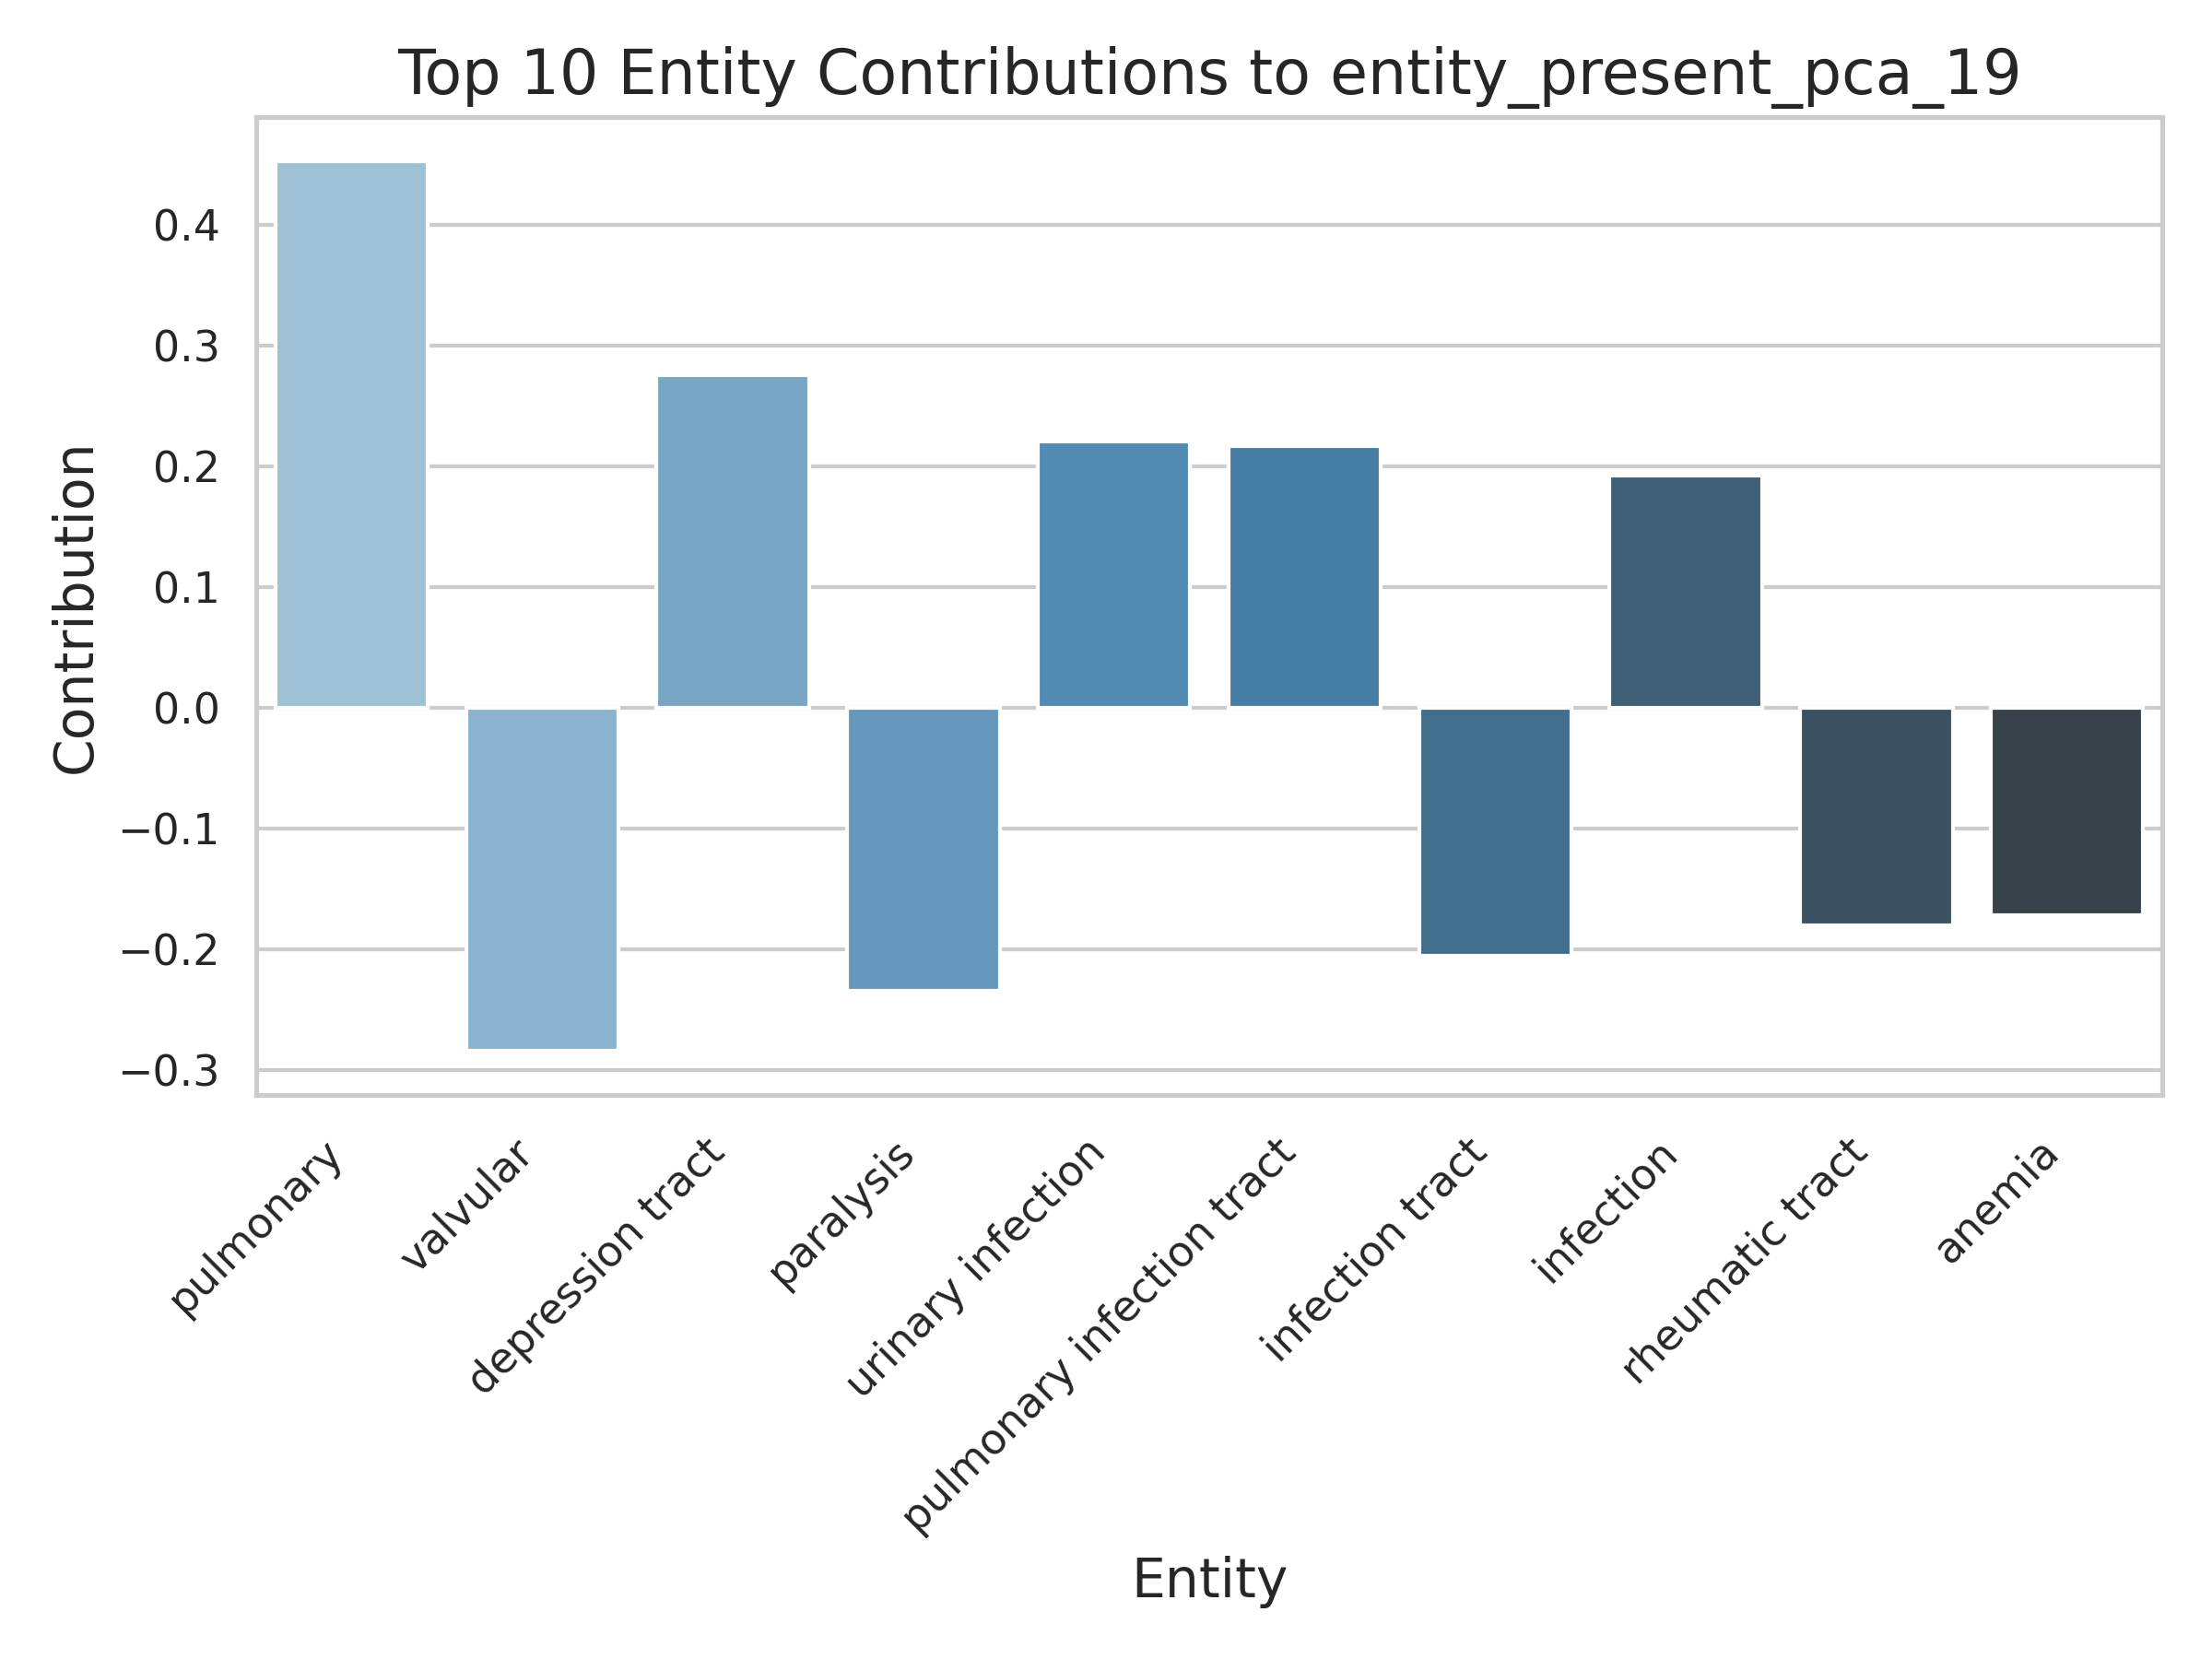 Top 10 Entity Contributions to entity_present_pca_19
Contribution
0.4
0.3
0.2
0.1
0.0
−0.1
−0.2
−0.3
pulmonary
valvular
depression tract
paralysis
urinary infection
pulmonary infection tract
infection tract
infection
rheumatic tract
anemia
Entity